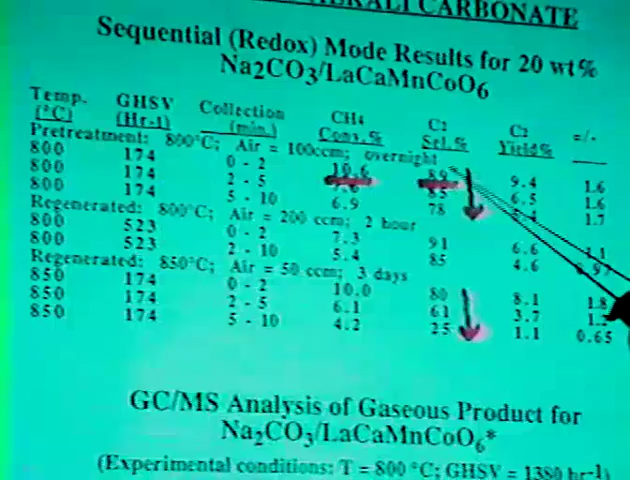 ALKALI CARBONATE
Sequential (Redox) Mode Results for 20 wt%
Na2CO3/LaCaMnCoO6
Temp. GHSV Collection CH4 C2 C2 =/-
(°C) (Hr-1) (min.) Conv.% Sel.% Yield%
Pretreatment: 800°C; Air = 100ccm; overnight
800 174 0 - 2 10.6 89 9.4 1.6
800 174 2 - 5 85 6.5 1.6
800 174 5 - 10 6.9 78 1.7
Regenerated: 800°C; Air = 200 ccm; 2 hour
800 523 0 - 2 7.3 91 6.6 1.1
800 523 2 - 10 5.4 85 4.6 0.97
Regenerated: 850°C; Air = 50 ccm; 3 days
850 174 0 - 2 10.0 80 8.1 1.8
850 174 2 - 5 6.1 61 3.7
850 174 5 - 10 4.2 25 1.1 0.65
GC/MS Analysis of Gaseous Product for
Na2CO3/LaCaMnCoO6*
(Experimental conditions: T = 800 °C; GHSV = 1380 hr-1)